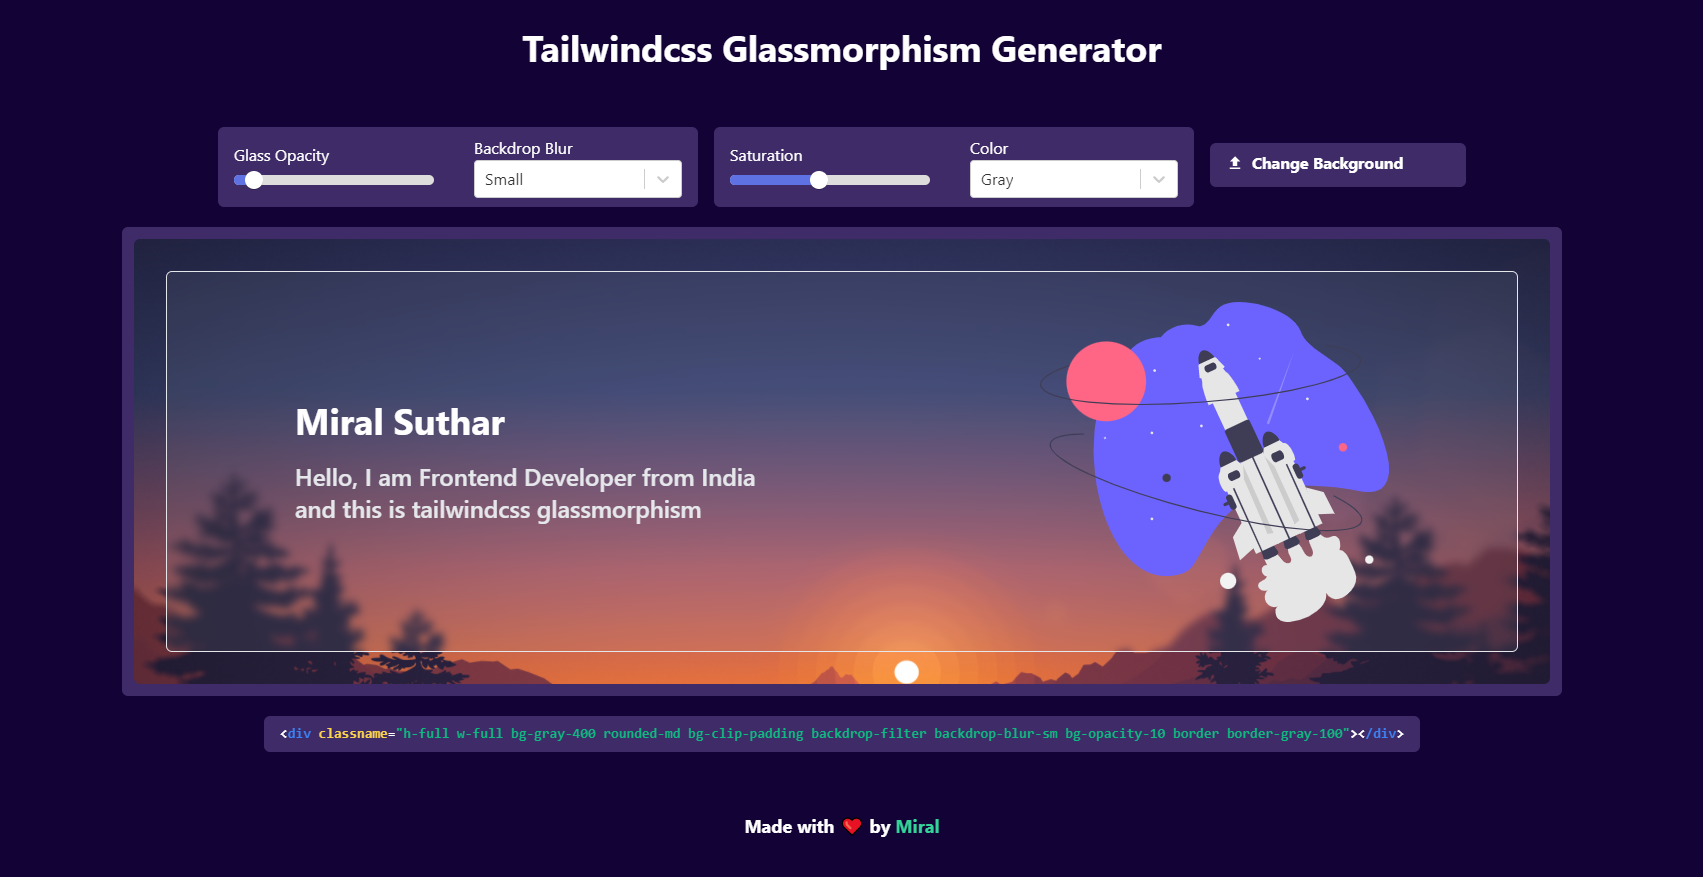 Tailwindcss Glassmorphism Generator
Glass Opacity
Backdrop Blur
Small
Saturation
Color
Gray
Change Background
Miral Suthar
Hello, I am Frontend Developer from India
and this is tailwindcss glassmorphism
<div classname="h-full w-full bg-gray-400 rounded-md bg-clip-padding backdrop-filter backdrop-blur-sm bg-opacity-10 border border-gray-100"></div>
Made with ❤️ by Miral